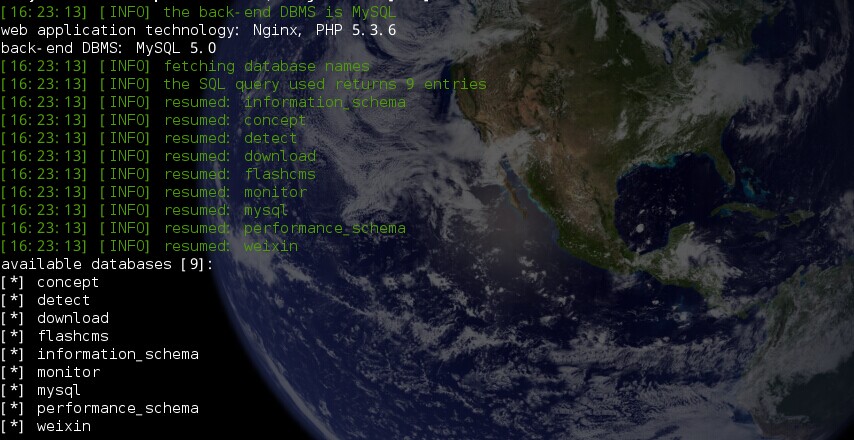 [16:23:13] [INFO] the back-end DBMS is MySQL
web application technology: Nginx, PHP 5.3.6
back-end DBMS: MySQL 5.0
[16:23:13] [INFO] fetching database names
[16:23:13] [INFO] the SQL query used returns 9 entries
[16:23:13] [INFO] resumed: information_schema
[16:23:13] [INFO] resumed: concept
[16:23:13] [INFO] resumed: detect
[16:23:13] [INFO] resumed: download
[16:23:13] [INFO] resumed: flashcms
[16:23:13] [INFO] resumed: monitor
[16:23:13] [INFO] resumed: mysql
[16:23:13] [INFO] resumed: performance_schema
[16:23:13] [INFO] resumed: weixin
available databases [9]:
[*] concept
[*] detect
[*] download
[*] flashcms
[*] information_schema
[*] monitor
[*] mysql
[*] performance_schema
[*] weixin